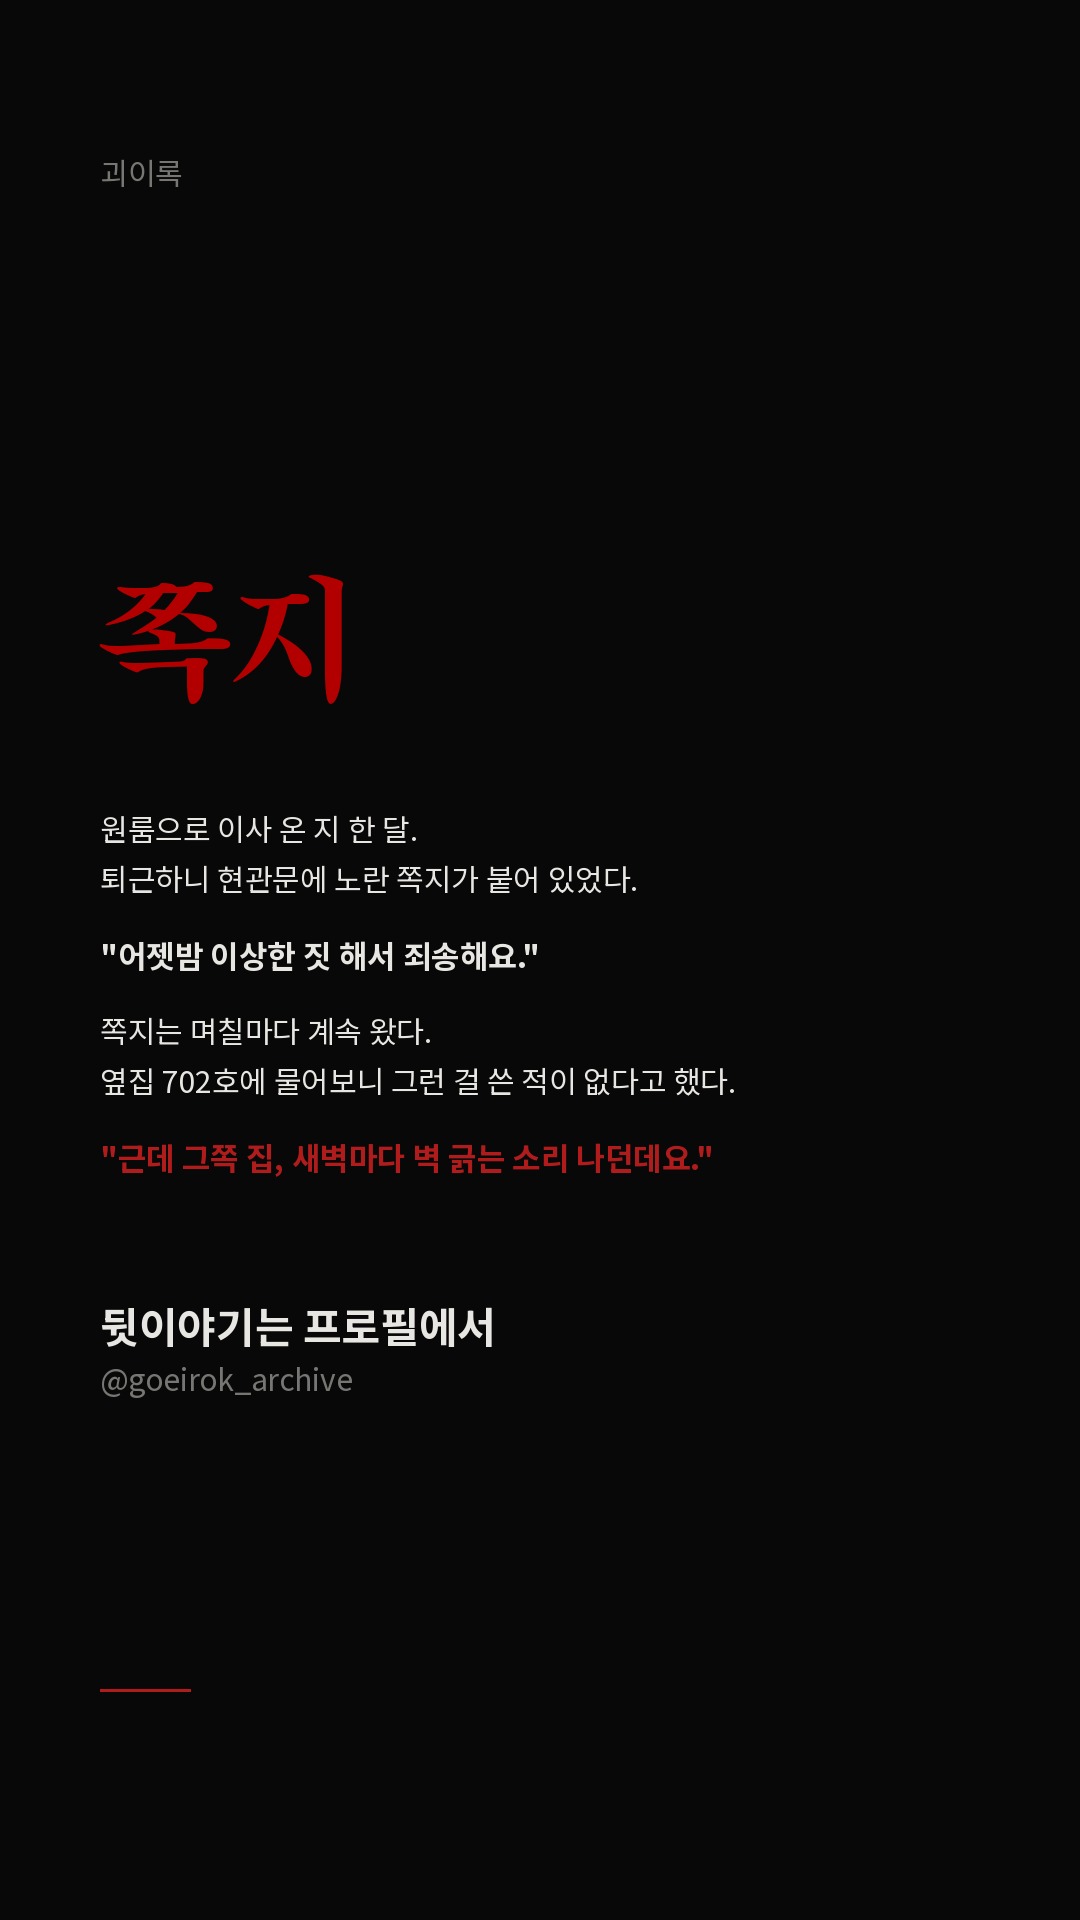 괴이록
쪽지
원룸으로 이사 온 지 한 달.
퇴근하니 현관문에 노란 쪽지가 붙어 있었다.
"어젯밤 이상한 짓 해서 죄송해요."
쪽지는 며칠마다 계속 왔다.
옆집 702호에 물어보니 그런 걸 쓴 적이 없다고 했다.
"근데 그쪽 집, 새벽마다 벽 긁는 소리 나던데요."
뒷이야기는 프로필에서
@goeirok_archive